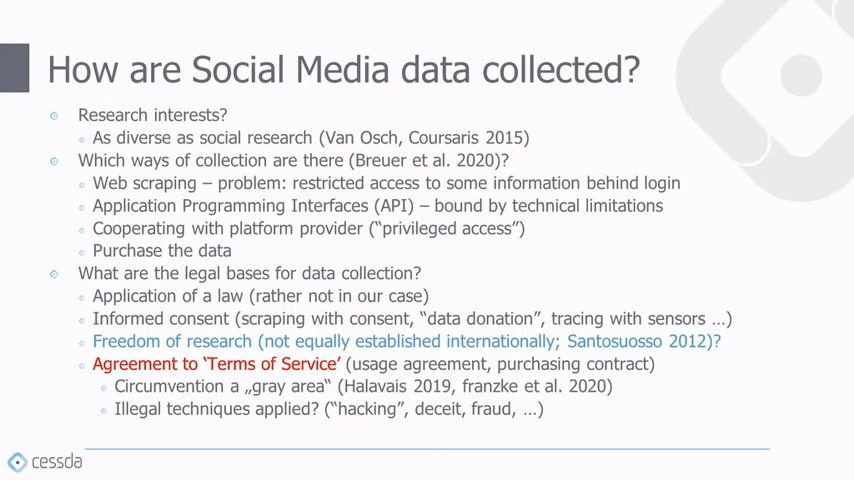 How are Social Media data collected?
Research interests?
As diverse as social research (Van Osch, Coursaris 2015)
Which ways of collection are there (Breuer et al. 2020)?
Web scraping – problem: restricted access to some information behind login
Application Programming Interfaces (API) – bound by technical limitations
Cooperating with platform provider (“privileged access”)
Purchase the data
What are the legal bases for data collection?
Application of a law (rather not in our case)
Informed consent (scraping with consent, “data donation”, tracing with sensors …)
Freedom of research (not equally established internationally; Santosuosso 2012)?
Agreement to ‘Terms of Service’ (usage agreement, purchasing contract)
Circumvention a „gray area“ (Halavais 2019, franzke et al. 2020)
Illegal techniques applied? (“hacking”, deceit, fraud, …)
cessda